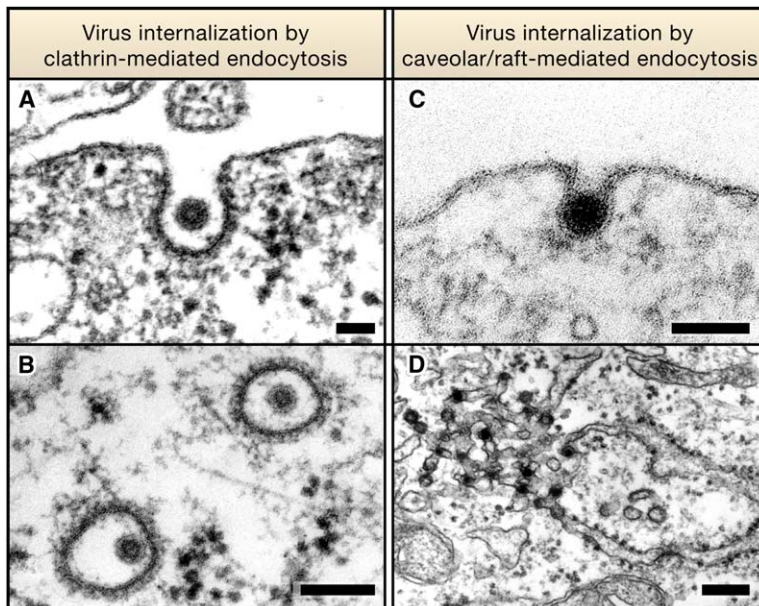 Virus internalization by
clathrin-mediated endocytosis
Virus internalization by
caveolar/raft-mediated endocytosis
A
C
B
D